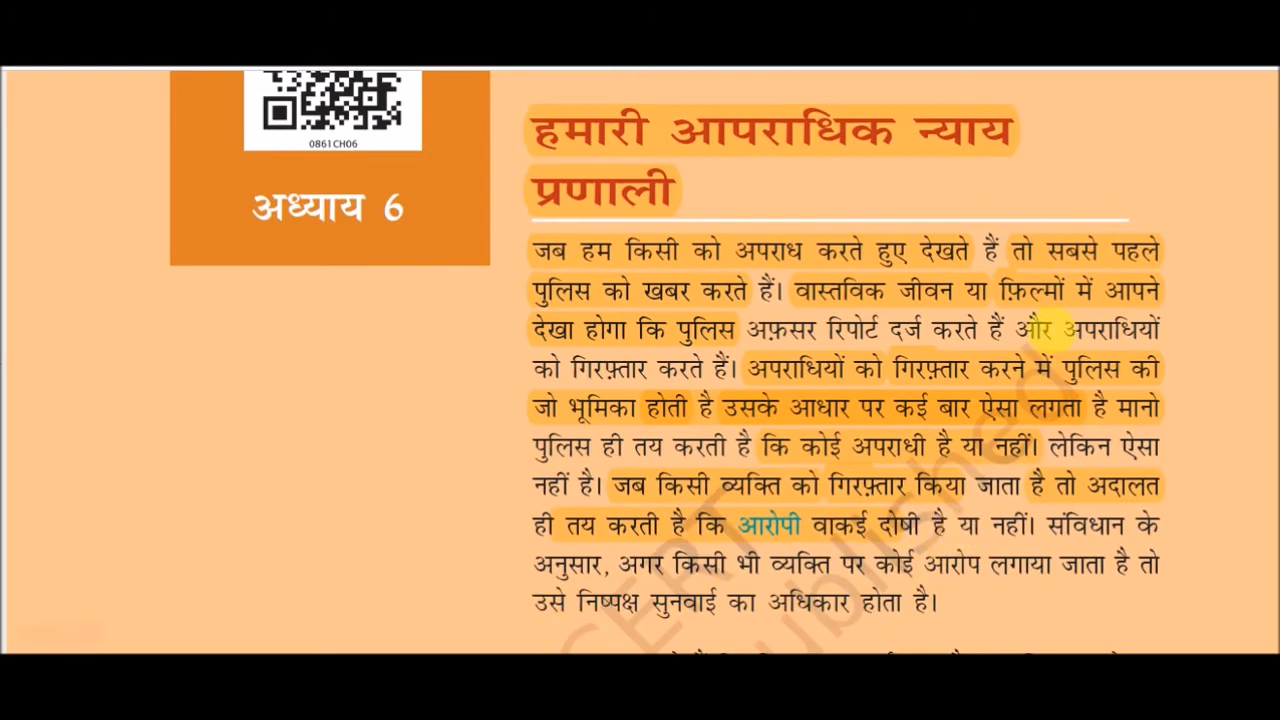 0861CH06
अध्याय 6
हमारी आपराधिक न्याय
प्रणाली
जब हम किसी को अपराध करते हुए देखते हैं तो सबसे पहले
पुलिस को खबर करते हैं। वास्तविक जीवन या फ़िल्मों में आपने
देखा होगा कि पुलिस अफ़सर रिपोर्ट दर्ज करते हैं और अपराधियों
को गिरफ़्तार करते हैं। अपराधियों को गिरफ़्तार करने में पुलिस की
जो भूमिका होती है उसके आधार पर कई बार ऐसा लगता है मानो
पुलिस ही तय करती है कि कोई अपराधी है या नहीं। लेकिन ऐसा
नहीं है। जब किसी व्यक्ति को गिरफ़्तार किया जाता है तो अदालत
ही तय करती है कि आरोपी वाकई दोषी है या नहीं। संविधान के
अनुसार, अगर किसी भी व्यक्ति पर कोई आरोप लगाया जाता है तो
उसे निष्पक्ष सुनवाई का अधिकार होता है।